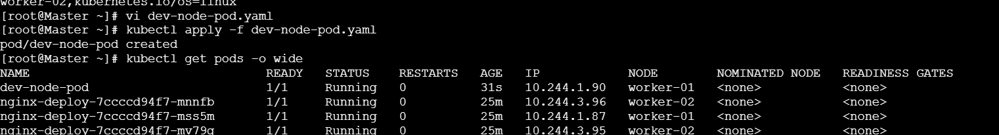 worker-02,kubernetes.io/os=linux
[root@Master ~]# vi dev-node-pod.yaml
[root@Master ~]# kubectl apply -f dev-node-pod.yaml
pod/dev-node-pod created
[root@Master ~]# kubectl get pods -o wide
NAME READY STATUS RESTARTS AGE IP NODE NOMINATED NODE READINESS GATES
dev-node-pod 1/1 Running 0 31s 10.244.1.90 worker-01 <none> <none>
nginx-deploy-7ccccd94f7-mnnfb 1/1 Running 0 25m 10.244.3.96 worker-02 <none> <none>
nginx-deploy-7ccccd94f7-mss5m 1/1 Running 0 25m 10.244.1.87 worker-01 <none> <none>
nginx-deploy-7ccccd94f7-mv79g 1/1 Running 0 25m 10.244.3.95 worker-02 <none> <none>